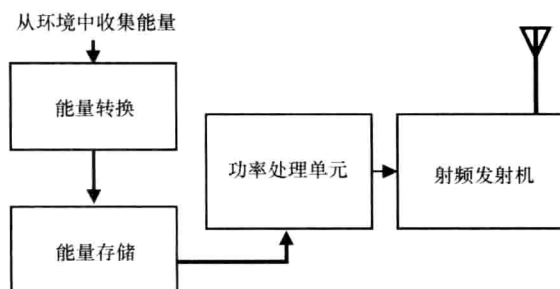 从环境中收集能量
能量转换
功率处理单元
射频发射机
能量存储